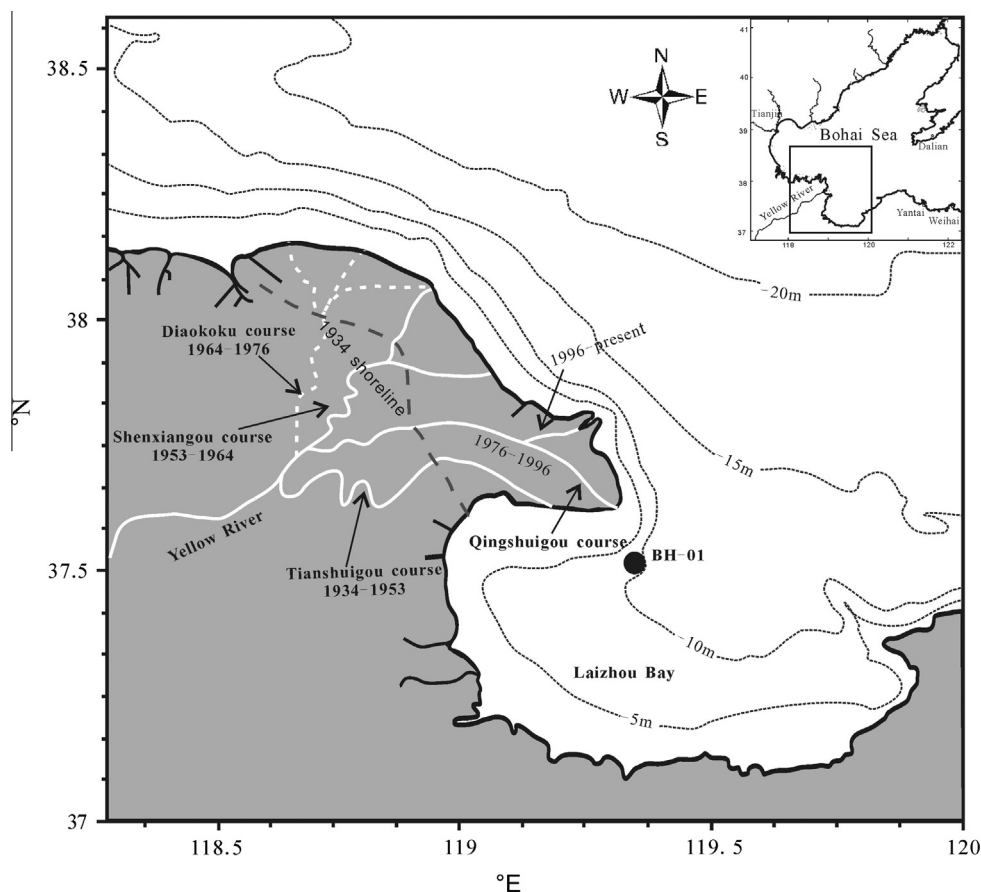 38.5
38
37.5
37
°N
118.5
119
119.5
120
°E
N
W
E
S
41
40
39
38
37
118
120
122
Tianjin
Bohai Sea
Dalian
Yellow River
Yantai
Weihai
-20m
-15m
-10m
-5m
Diaokoku course
1964-1976
1934 shoreline
1996-present
Shenxiangou course
1953-1964
1976-1996
Yellow River
Qingshuigou course
BH-01
Tianshuigou course
1934-1953
Laizhou Bay